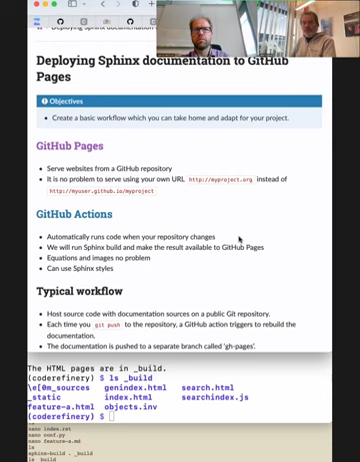 Deploying Sphinx documentation to GitHub
Pages
Objectives
Create a basic workflow which you can take home and adapt for your project.
GitHub Pages
Serve websites from a GitHub repository
It is no problem to serve using your own URL http://myproject.org instead of
http://myuser.github.io/myproject
GitHub Actions
Automatically runs code when your repository changes
We will run Sphinx build and make the result available to GitHub Pages
Equations and images no problem
Can use Sphinx styles
Typical workflow
Host source code with documentation sources on a public Git repository.
Each time you git push to the repository, a GitHub action triggers to rebuild the
documentation.
The documentation is pushed to a separate branch called 'gh-pages'.
The HTML pages are in _build.
(coderefinery) $ ls _build
\e[0m_sources genindex.html search.html
_static index.html searchindex.js
feature-a.html objects.inv
(coderefinery) $
nano index.rst
nano conf.py
nano feature-a.md
ls
sphinx-build . _build
ls _build